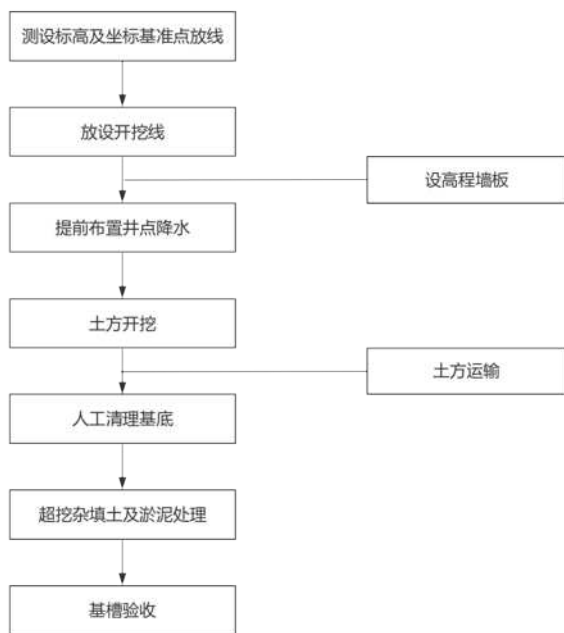 测设标高及坐标基准点放线
放设开挖线
设高程墙板
提前布置井点降水
土方开挖
土方运输
人工清理基底
超挖杂填土及淤泥处理
基槽验收